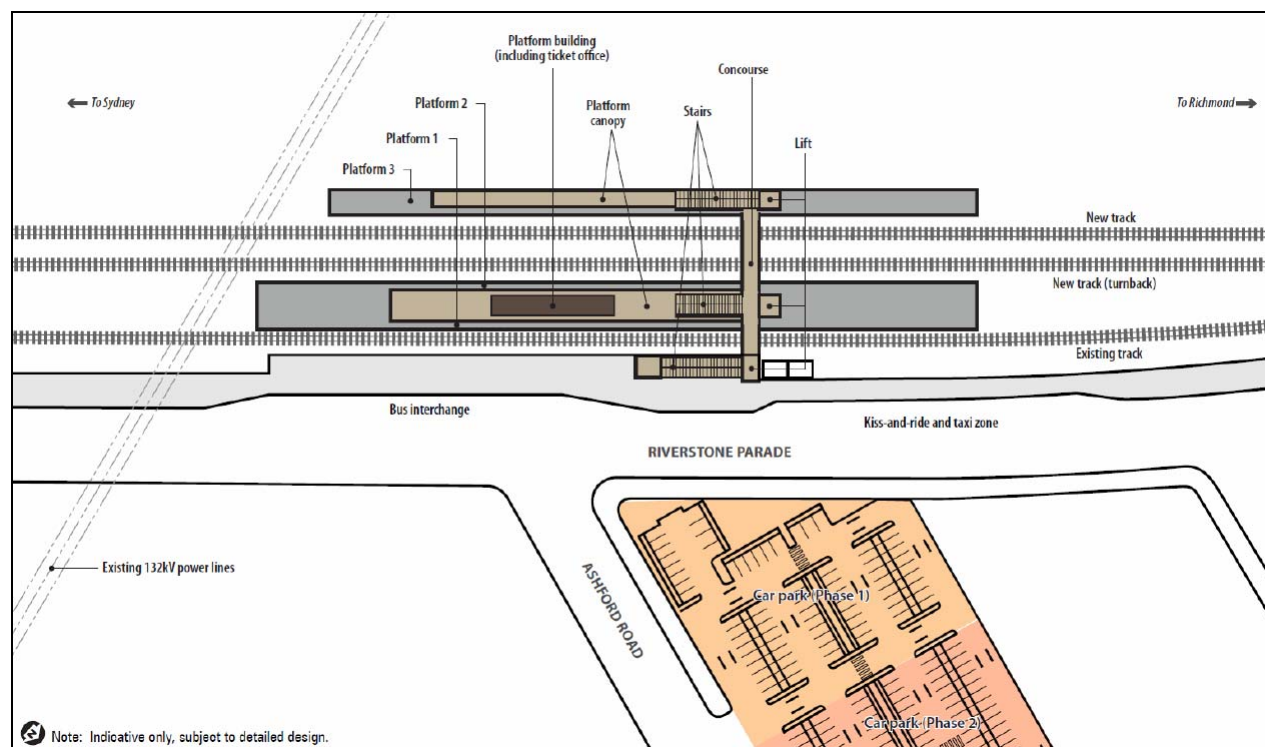 Platform building
(including ticket office)
Concourse
← To Sydney
To Richmond →
Platform 2
Platform
canopy
Stairs
Platform 1
Lift
Platform 3
New track
New track (turnback)
Existing track
Bus interchange
Kiss-and-ride and taxi zone
RIVERSTONE PARADE
Existing 132kV power lines
ASHFORD ROAD
Car park (Phase 1)
Car park (Phase 2)
Note: Indicative only, subject to detailed design.